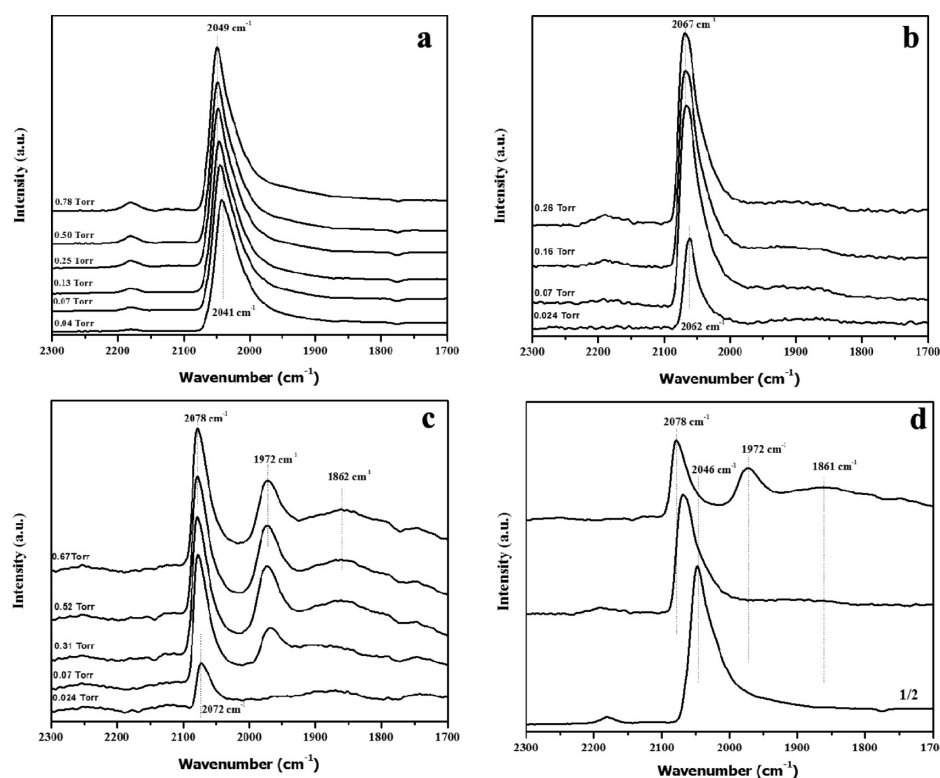 a
2049 cm⁻¹
0.78 Torr
0.50 Torr
0.25 Torr
0.13 Torr
0.07 Torr
0.04 Torr
2041 cm⁻¹
Intensity (a.u.)
2300 2200 2100 2000 1900 1800 1700
Wavenumber (cm⁻¹)
b
2067 cm⁻¹
0.26 Torr
0.16 Torr
0.07 Torr
0.024 Torr
2062 cm⁻¹
Intensity (a.u.)
2300 2200 2100 2000 1900 1800 1700
Wavenumber (cm⁻¹)
c
2078 cm⁻¹
1972 cm⁻¹
1862 cm⁻¹
0.67Torr
0.52 Torr
0.31 Torr
0.07 Torr
0.024 Torr
2072 cm⁻¹
Intensity (a.u.)
2300 2200 2100 2000 1900 1800 1700
Wavenumber (cm⁻¹)
d
2078 cm⁻¹
2046 cm⁻¹
1972 cm⁻¹
1861 cm⁻¹
1/2
Intensity (a.u.)
2300 2200 2100 2000 1900 1800 1700
Wavenumber (cm⁻¹)